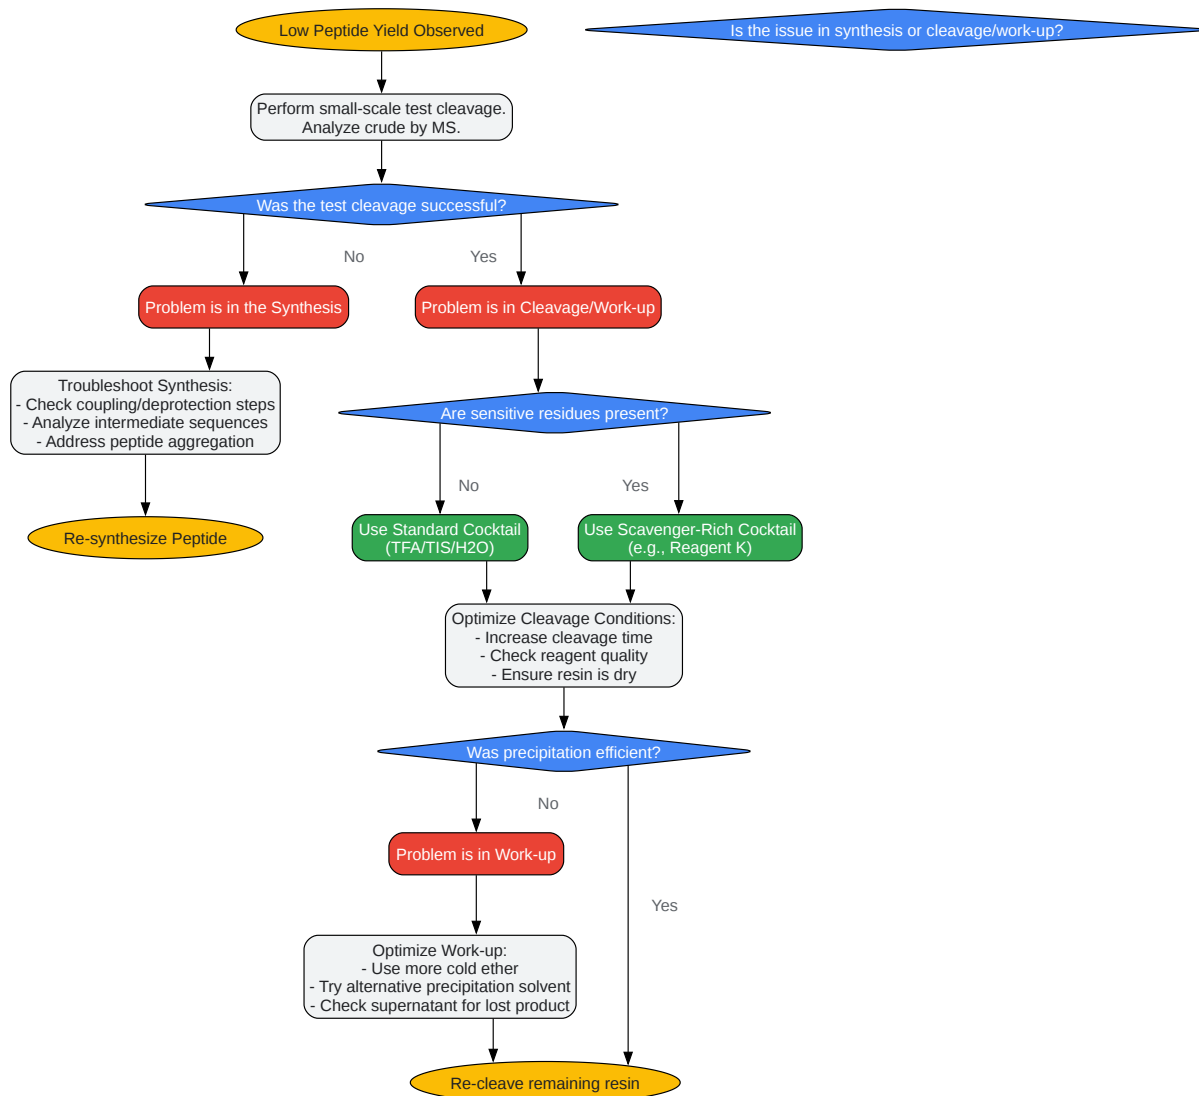 Low Peptide Yield Observed
Is the issue in synthesis or cleavage/work-up?
Perform small-scale test cleavage.
Analyze crude by MS.
Was the test cleavage successful?
No
Yes
Problem is in the Synthesis
Problem is in Cleavage/Work-up
Troubleshoot Synthesis:
- Check coupling/deprotection steps
- Analyze intermediate sequences
- Address peptide aggregation
Are sensitive residues present?
No
Yes
Re-synthesize Peptide
Use Standard Cocktail
(TFA/TIS/H2O)
Use Scavenger-Rich Cocktail
(e.g., Reagent K)
Optimize Cleavage Conditions:
- Increase cleavage time
- Check reagent quality
- Ensure resin is dry
Was precipitation efficient?
No
Problem is in Work-up
Yes
Optimize Work-up:
- Use more cold ether
- Try alternative precipitation solvent
- Check supernatant for lost product
Re-cleave remaining resin